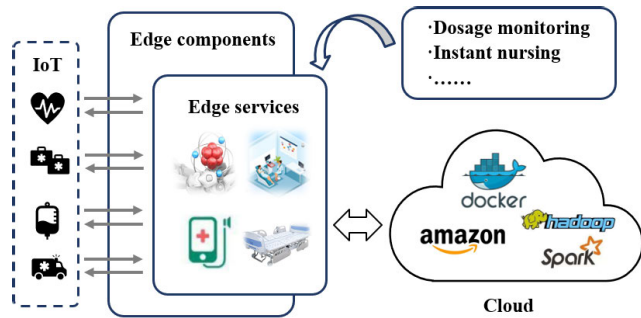 Edge components
·Dosage monitoring
·Instant nursing
·......
IoT
Edge services
docker
hadoop
amazon
Spark
Cloud